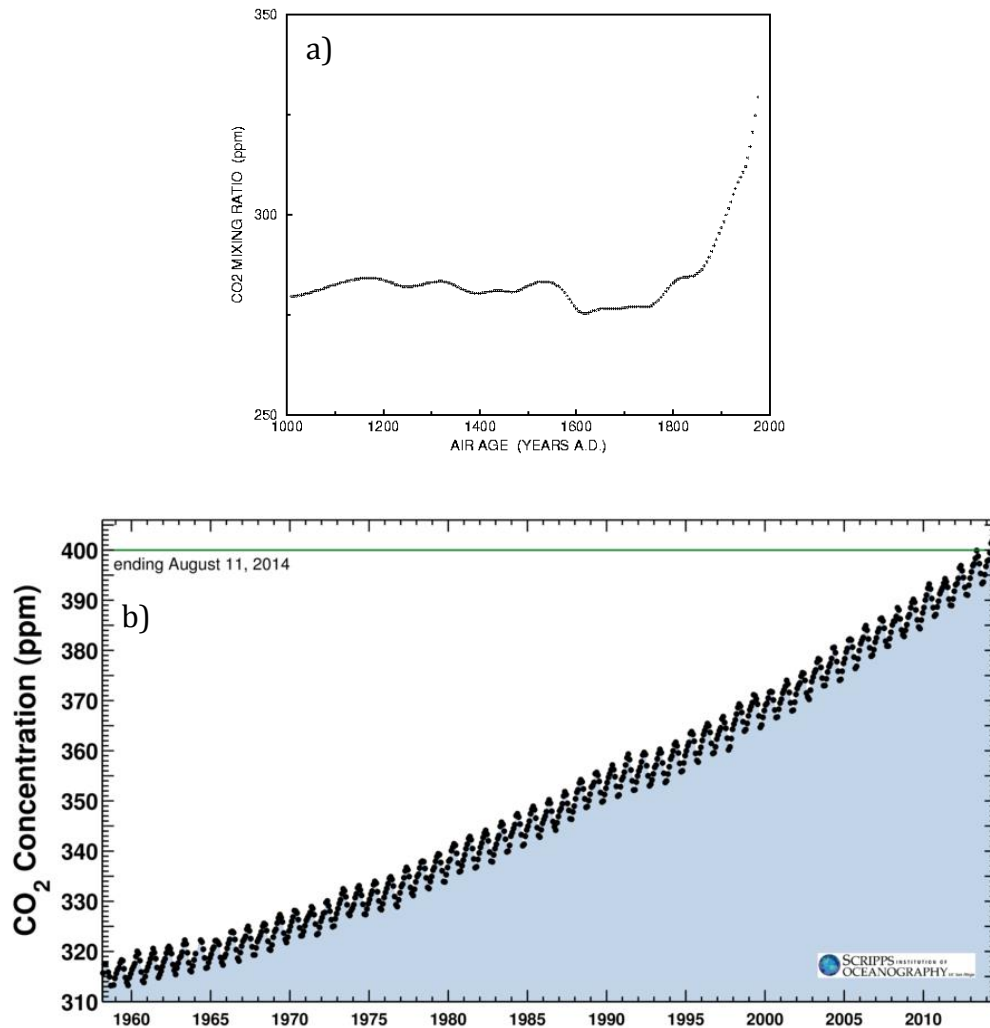 350
a)
CO2 MIXING RATIO (ppm)
300
250
1000 1200 1400 1600 1800 2000
AIR AGE (YEARS A.D.)
400
ending August 11, 2014
b)
CO2 Concentration (ppm)
390
380
370
360
350
340
330
320
310
SCRIPPS INSTITUTION OF
OCEANOGRAPHY
1960 1965 1970 1975 1980 1985 1990 1995 2000 2005 2010